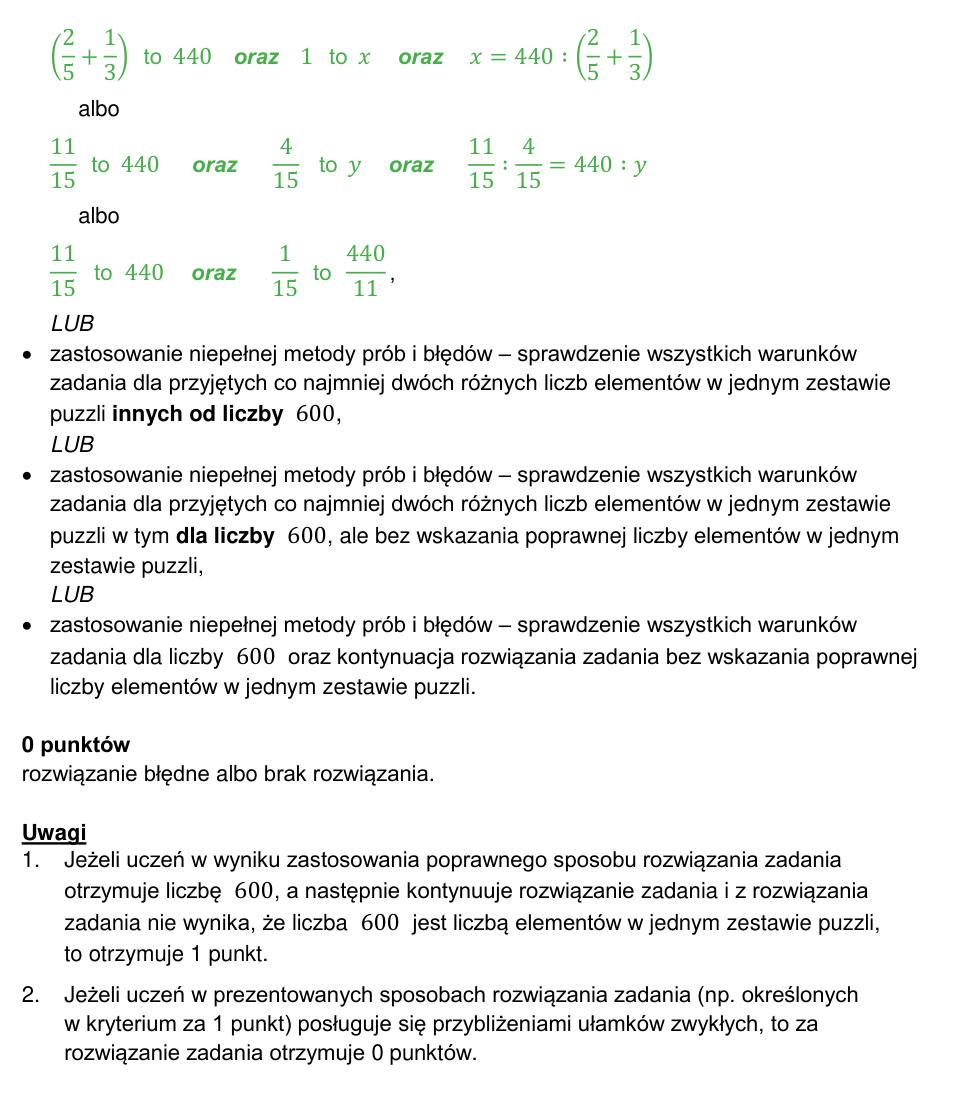 (2/5 + 1/3) to 440 oraz 1 to x oraz x = 440 : (2/5 + 1/3)
albo
11/15 to 440 oraz 4/15 to y oraz 11/15 : 4/15 = 440 : y
albo
11/15 to 440 oraz 1/15 to 440/11,
LUB
• zastosowanie niepełnej metody prób i błędów – sprawdzenie wszystkich warunków
zadania dla przyjętych co najmniej dwóch różnych liczb elementów w jednym zestawie
puzzli innych od liczby 600,
LUB
• zastosowanie niepełnej metody prób i błędów – sprawdzenie wszystkich warunków
zadania dla przyjętych co najmniej dwóch różnych liczb elementów w jednym zestawie
puzzli w tym dla liczby 600, ale bez wskazania poprawnej liczby elementów w jednym
zestawie puzzli,
LUB
• zastosowanie niepełnej metody prób i błędów – sprawdzenie wszystkich warunków
zadania dla liczby 600 oraz kontynuacja rozwiązania zadania bez wskazania poprawnej
liczby elementów w jednym zestawie puzzli.
0 punktów
rozwiązanie błędne albo brak rozwiązania.
Uwagi
1. Jeżeli uczeń w wyniku zastosowania poprawnego sposobu rozwiązania zadania
otrzymuje liczbę 600, a następnie kontynuuje rozwiązanie zadania i z rozwiązania
zadania nie wynika, że liczba 600 jest liczbą elementów w jednym zestawie puzzli,
to otrzymuje 1 punkt.
2. Jeżeli uczeń w prezentowanych sposobach rozwiązania zadania (np. określonych
w kryterium za 1 punkt) posługuje się przybliżeniami ułamków zwykłych, to za
rozwiązanie zadania otrzymuje 0 punktów.